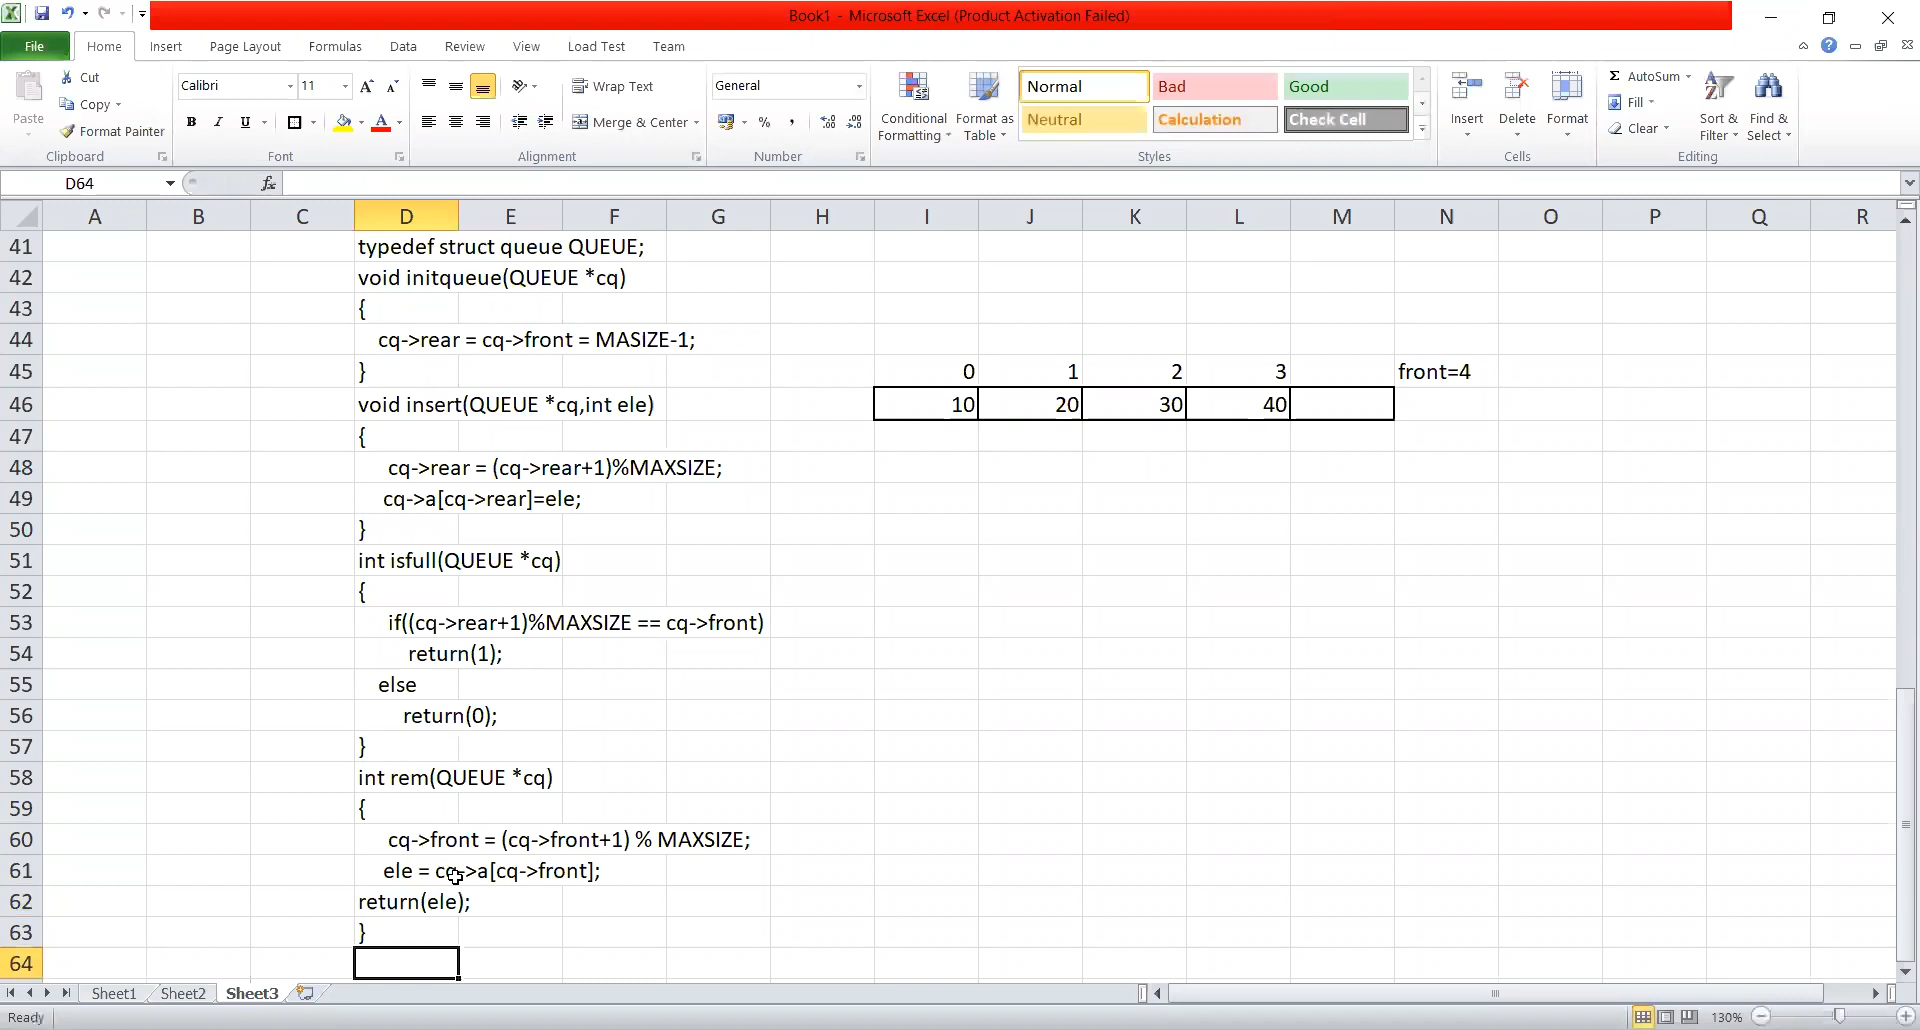 Book1 - Microsoft Excel (Product Activation Failed)
File Home Insert Page Layout Formulas Data Review View Load Test Team
Paste
Cut
Copy
Format Painter
Clipboard
Calibri 11
B I U A
Font
Wrap Text
Merge & Center
Alignment
General
% ,
Number
Conditional Formatting
Format as Table
Normal Bad Good
Neutral Calculation Check Cell
Styles
Insert Delete Format
Cells
Σ AutoSum
Fill
Clear
Sort & Filter
Find & Select
Editing
D64 fx
A B C D E F G H I J K L M N O P Q R
41 typedef struct queue QUEUE;
42 void initqueue(QUEUE *cq)
43 {
44 cq->rear = cq->front = MASIZE-1;
45 } 0 1 2 3 front=4
46 void insert(QUEUE *cq,int ele) 10 20 30 40
47 {
48 cq->rear = (cq->rear+1)%MAXSIZE;
49 cq->a[cq->rear]=ele;
50 }
51 int isfull(QUEUE *cq)
52 {
53 if((cq->rear+1)%MAXSIZE == cq->front)
54 return(1);
55 else
56 return(0);
57 }
58 int rem(QUEUE *cq)
59 {
60 cq->front = (cq->front+1) % MAXSIZE;
61 ele = cq->a[cq->front];
62 return(ele);
63 }
64
Sheet1 Sheet2 Sheet3
Ready 130%